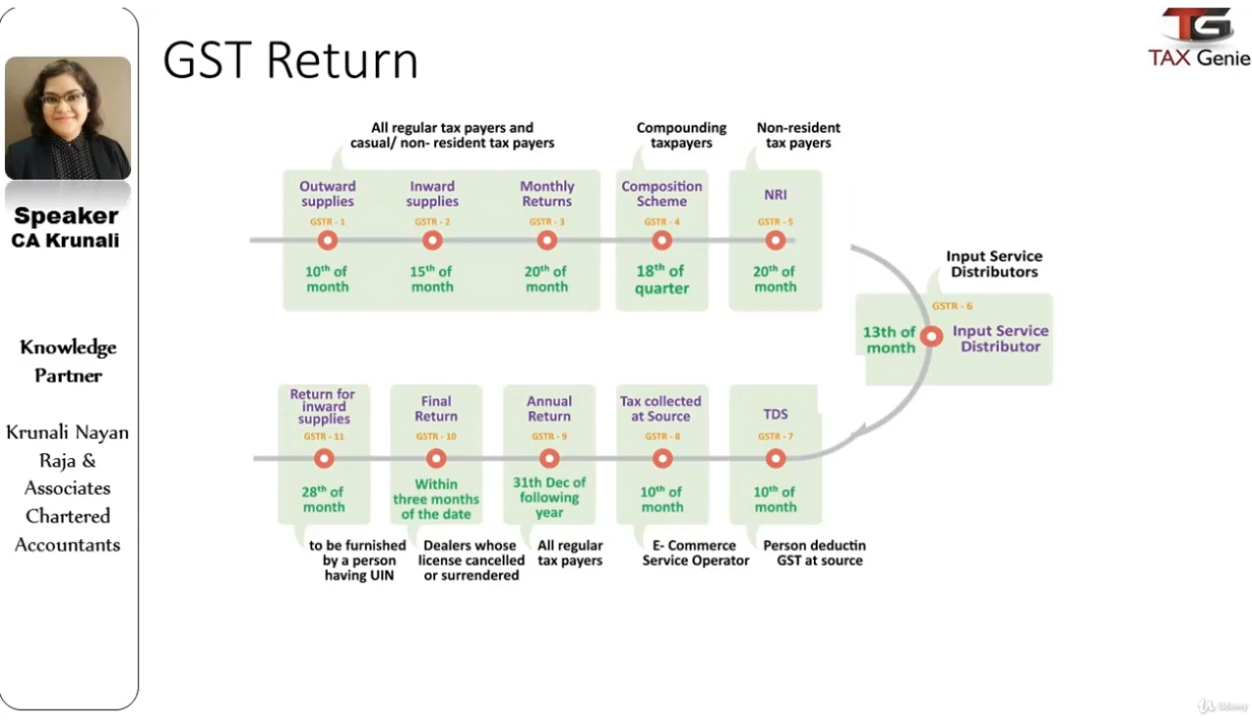 GST Return
TG
TAX Genie
Speaker
CA Krunali
Knowledge
Partner
Krunali Nayan
Raja &
Associates
Chartered
Accountants
All regular tax payers and
casual/ non- resident tax payers
Compounding
taxpayers
Non-resident
tax payers
Outward
supplies
GSTR - 1
10th of
month
Inward
supplies
GSTR - 2
15th of
month
Monthly
Returns
GSTR - 3
20th of
month
Composition
Scheme
GSTR - 4
18th of
quarter
NRI
GSTR - 5
20th of
month
Input Service
Distributors
GSTR - 6
13th of
month
Input Service
Distributor
Return for
inward
supplies
GSTR - 11
28th of
month
Final
Return
GSTR - 10
Within
three months
of the date
Annual
Return
GSTR - 9
31th Dec of
following
year
Tax collected
at Source
GSTR - 8
10th of
month
TDS
GSTR - 7
10th of
month
to be furnished
by a person
having UIN
Dealers whose
license cancelled
or surrendered
All regular
tax payers
E- Commerce
Service Operator
Person deductin
GST at source
Udemy